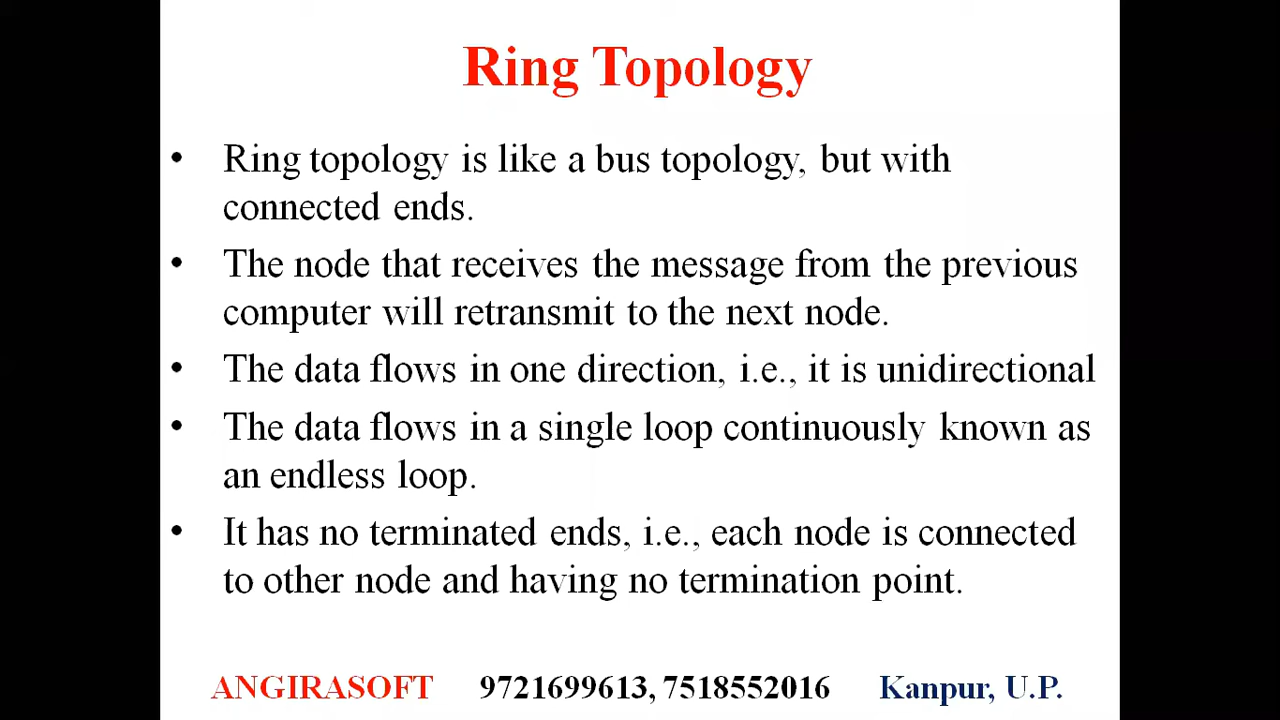 Ring Topology
• Ring topology is like a bus topology, but with
connected ends.
• The node that receives the message from the previous
computer will retransmit to the next node.
• The data flows in one direction, i.e., it is unidirectional
• The data flows in a single loop continuously known as
an endless loop.
• It has no terminated ends, i.e., each node is connected
to other node and having no termination point.
ANGIRASOFT 9721699613, 7518552016 Kanpur, U.P.